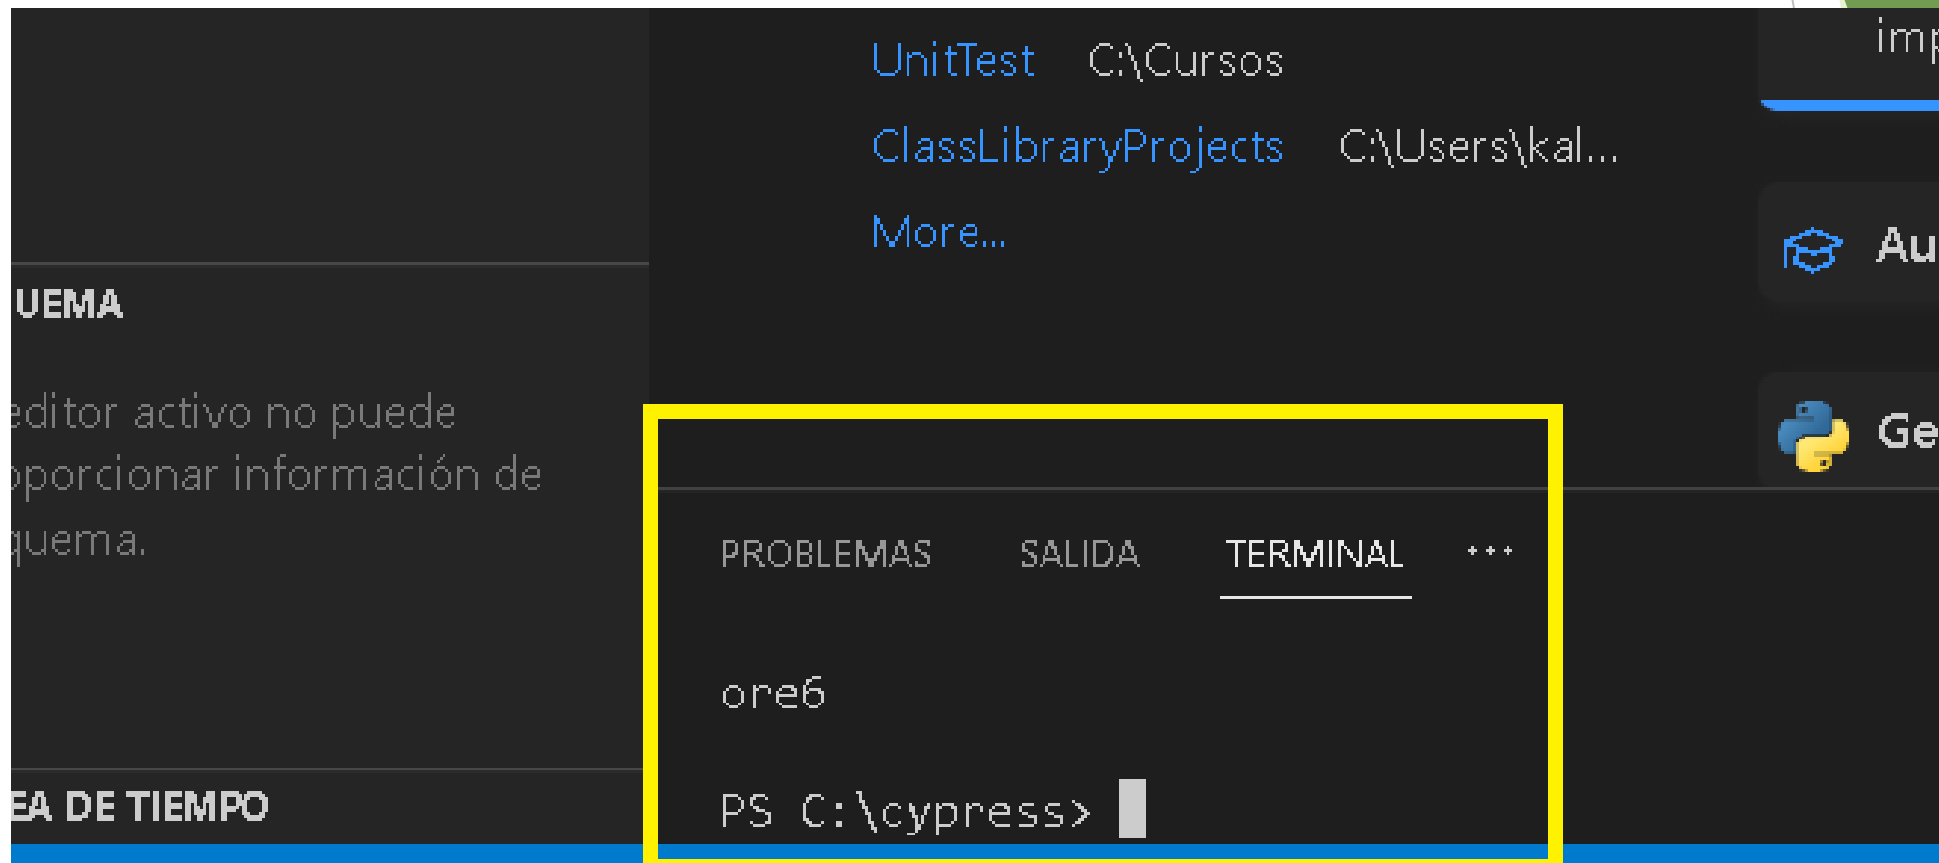 UEMA
editor activo no puede
oporcionar información de
quema.
EA DE TIEMPO
UnitTest C:\Cursos
ClassLibraryProjects C:\Users\kal...
More...
imp
Au
Ge
PROBLEMAS SALIDA TERMINAL ...
ore6
PS C:\cypress>